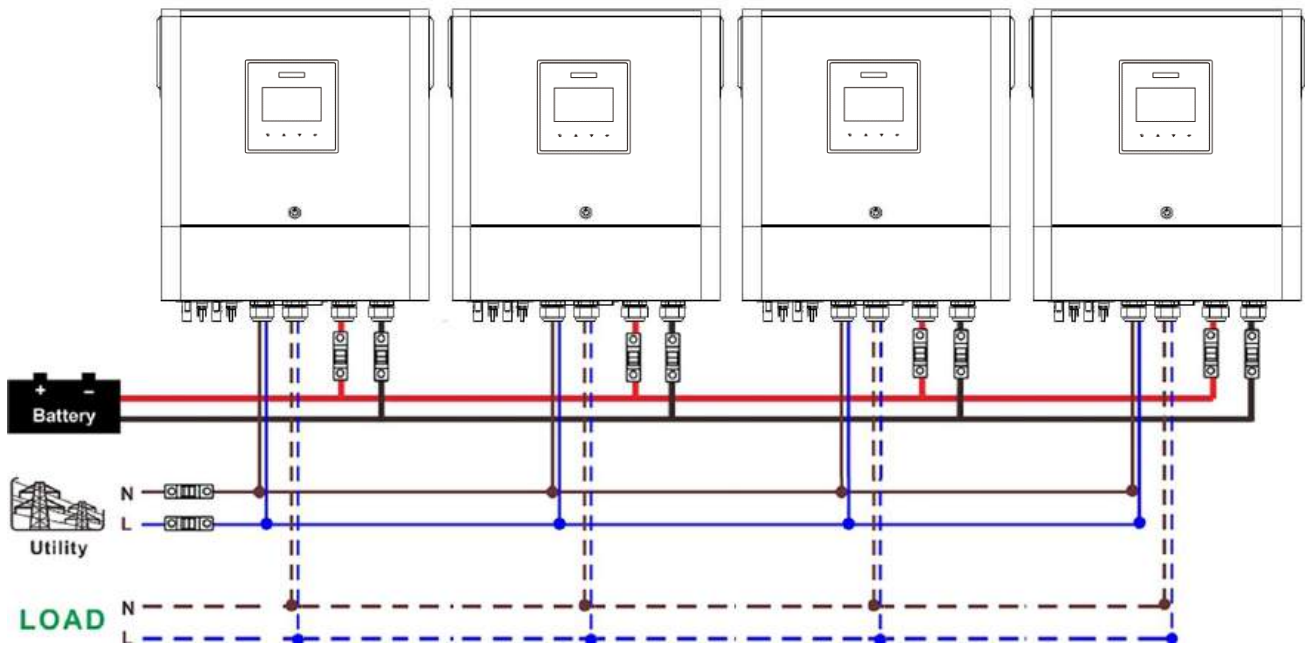 + −
Battery
N
L
Utility
N
LOAD
L